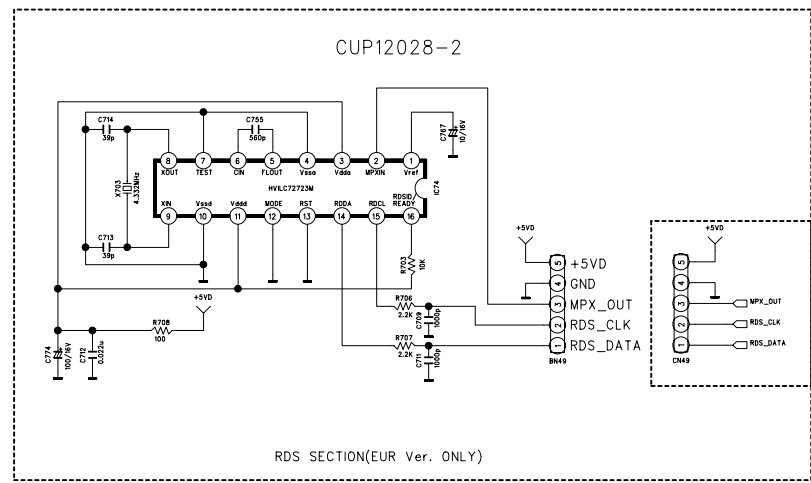 CUP12028-2
C714
39p
C755
560p
C767
10/16V
8 7 6 5 4 3 2 1
XOUT TEST CIN FLOUT Vssa Vdda MPXIN Vref
X703
4.332MHz
HVILC72723M
IC74
XIN Vssd Vddd MODE RST RDDA RDCL RDSID/READY
9 10 11 12 13 14 15 16
C713
39p
R703
10K
+5VD
R708
100
C774
100/16V
C712
0.022u
R706
2.2K
C709
1000p
R707
2.2K
C711
1000p
+5VD
5 +5VD
4 GND
3 MPX_OUT
2 RDS_CLK
1 RDS_DATA
BN49
+5VD
5
4
3 MPX_OUT
2 RDS_CLK
1 RDS_DATA
CN49
RDS SECTION(EUR Ver. ONLY)